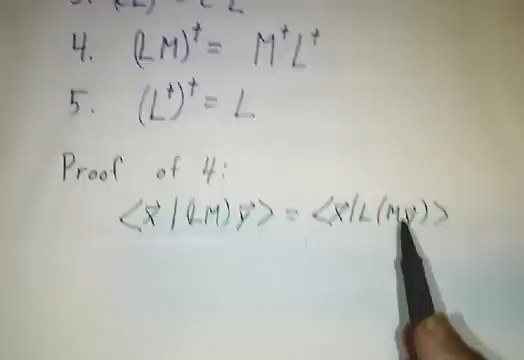 4. (LM)† = M†L†
5. (L†)† = L
Proof of 4:
<x⃗|(LM)y⃗> = <x⃗|L(My⃗)>